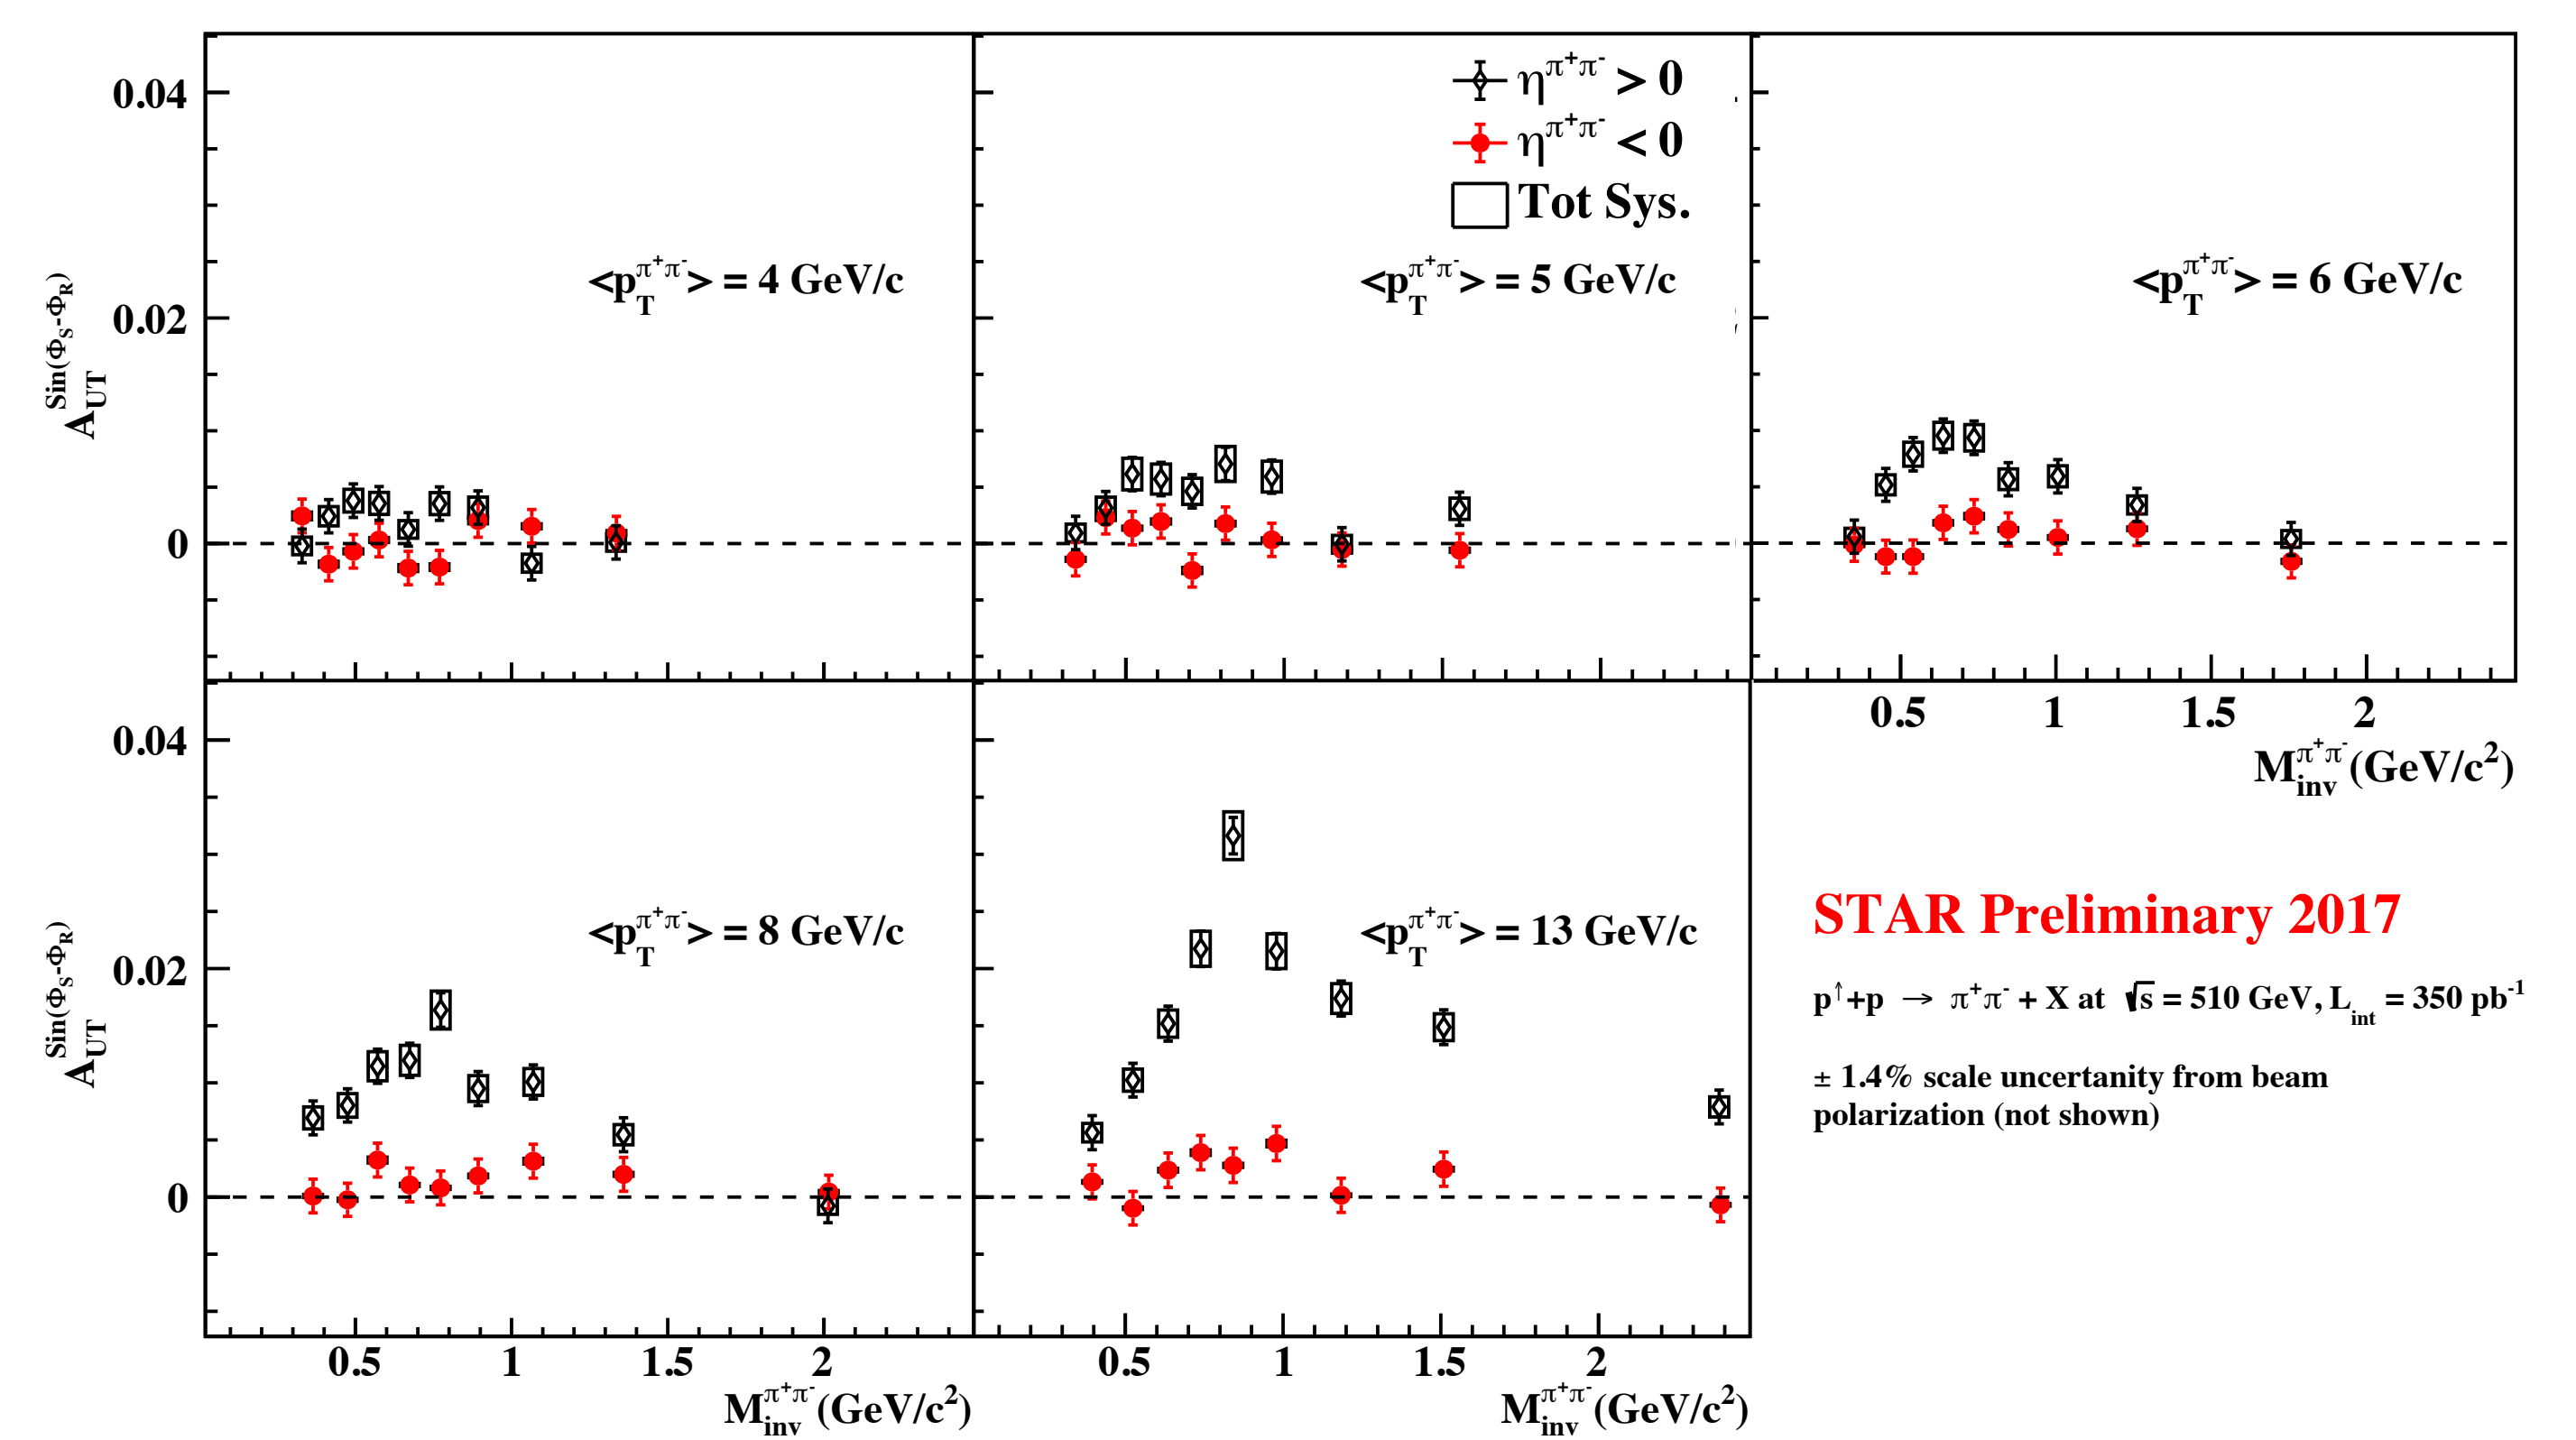 η^π⁺π⁻ > 0
η^π⁺π⁻ < 0
Tot Sys.
0.04
0.02
0
A_UT^Sin(Φ_S-Φ_R)
<p_T^π⁺π⁻> = 4 GeV/c
<p_T^π⁺π⁻> = 5 GeV/c
<p_T^π⁺π⁻> = 6 GeV/c
0.5 1 1.5 2
M_inv^π⁺π⁻(GeV/c²)
0.04
0.02
0
A_UT^Sin(Φ_S-Φ_R)
<p_T^π⁺π⁻> = 8 GeV/c
<p_T^π⁺π⁻> = 13 GeV/c
0.5 1 1.5 2
M_inv^π⁺π⁻(GeV/c²)
0.5 1 1.5 2
M_inv^π⁺π⁻(GeV/c²)
STAR Preliminary 2017
p^↑+p → π⁺π⁻ + X at √s = 510 GeV, L_int = 350 pb⁻¹
± 1.4% scale uncertanity from beam
polarization (not shown)